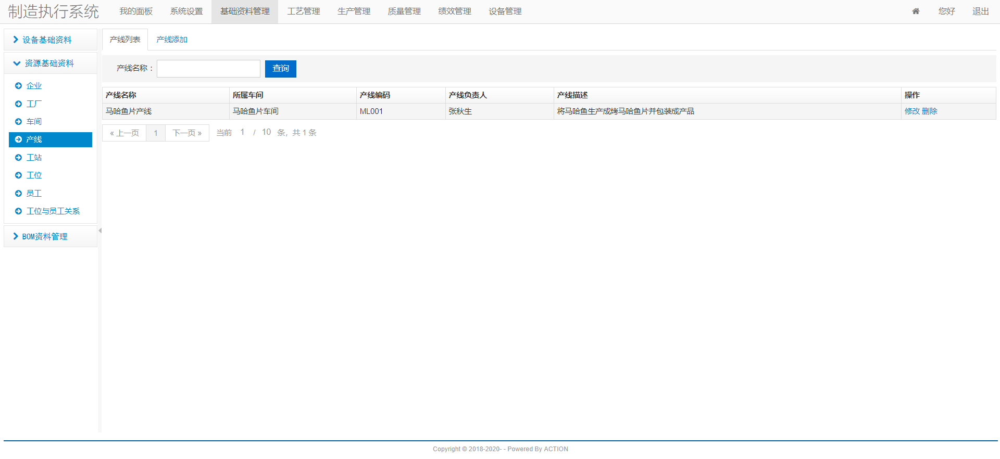 制造执行系统 我的面板 系统设置 基础资料管理 工艺管理 生产管理 质量管理 绩效管理 设备管理 您好 退出
设备基础资料
资源基础资料
企业
工厂
车间
产线
工站
工位
员工
工位与员工关系
BOM资料管理
产线列表 产线添加
产线名称： 查询
产线名称 所属车间 产线编码 产线负责人 产线描述 操作
马哈鱼片产线 马哈鱼片车间 ML001 张秋生 将马哈鱼生产成烤马哈鱼片并包装成产品 修改 删除
« 上一页 1 下一页 » 当前 1 / 10 条，共 1 条
Copyright © 2018-2020- - Powered By ACTION